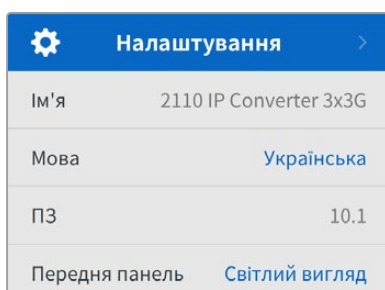 Налаштування
Ім'я 2110 IP Converter 3x3G
Мова Українська
ПЗ 10.1
Передня панель Світлий вигляд